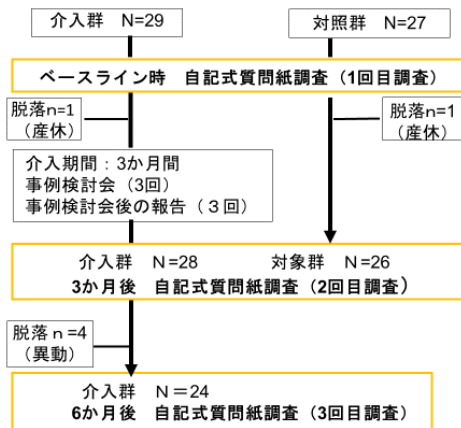 介入群　N=29
対照群　N=27
ベースライン時　自記式質問紙調査（1回目調査）
脱落n=1
（産休）
脱落n=1
（産休）
介入期間：3か月間
事例検討会（3回）
事例検討会後の報告（３回）
介入群　N=28　　対象群　N=26
3か月後　自記式質問紙調査（2回目調査）
脱落ｎ=4
（異動）
介入群　N＝24
6か月後　自記式質問紙調査（3回目調査）